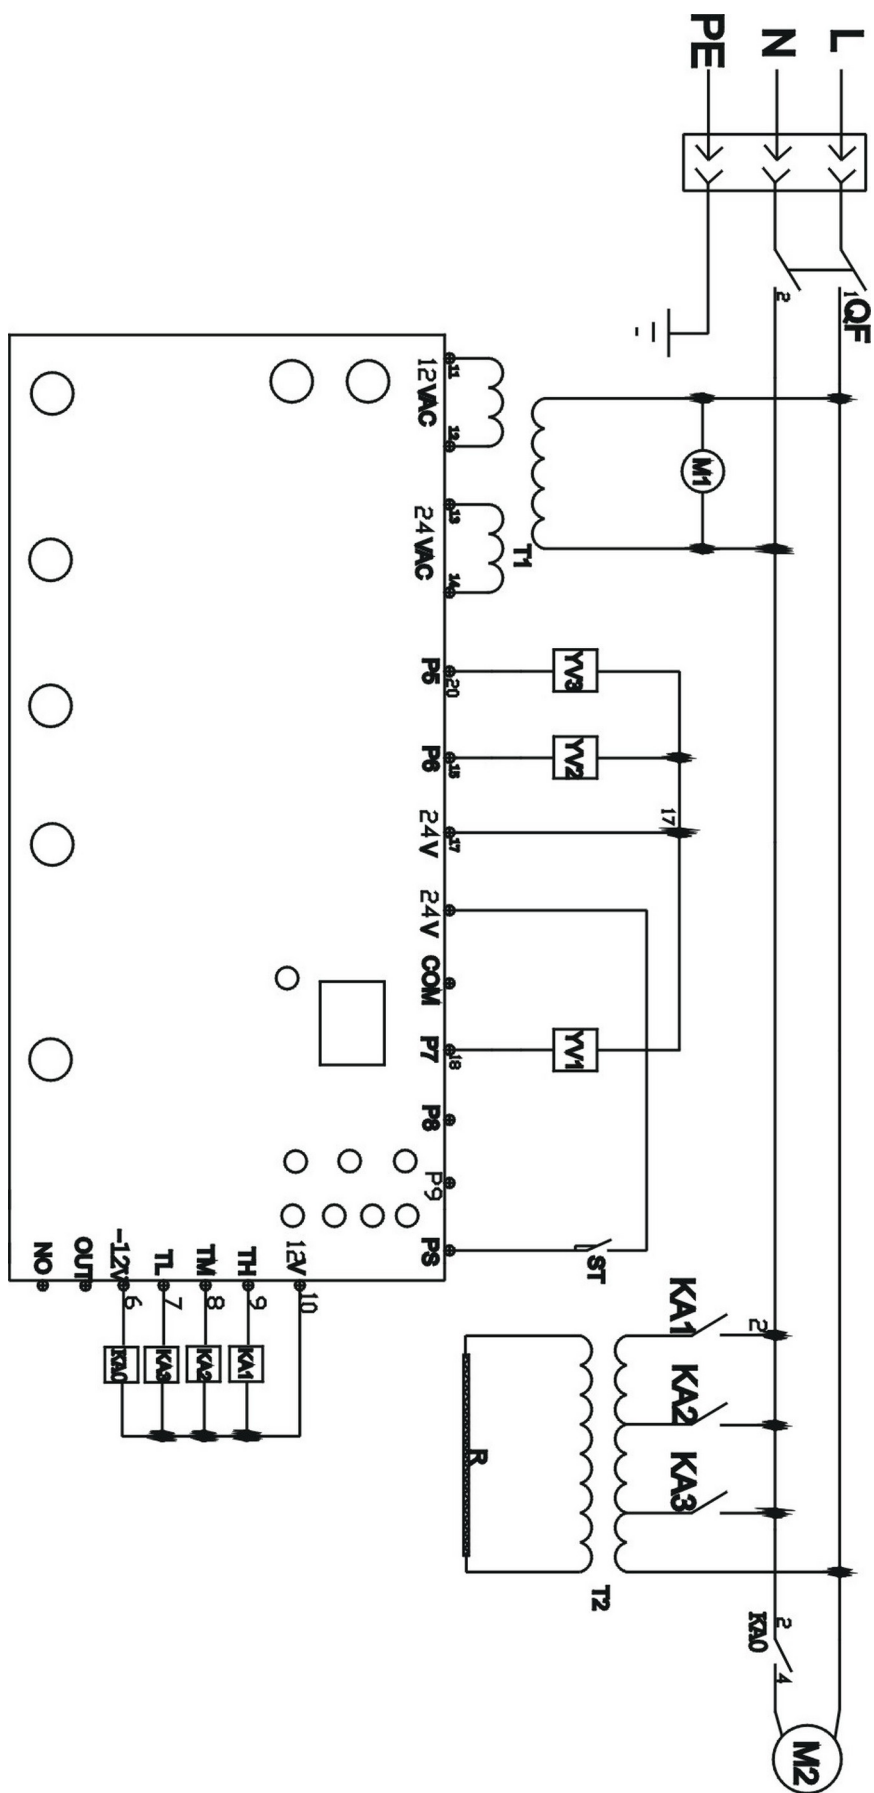 L
N
PE
1
QF
2
M1
T1
11
12VAC
12
13
24VAC
14
YV3
P5
20
YV2
P6
15
17
24V
17
24V
COM
YV1
P7
18
P8
P9
PS
ST
12V
10
TH
9
KA1
TM
8
KA2
TL
7
KA3
-12V
6
KA0
OUT
NO
KA1
2
KA2
KA3
R
T2
2
KA0
4
M2